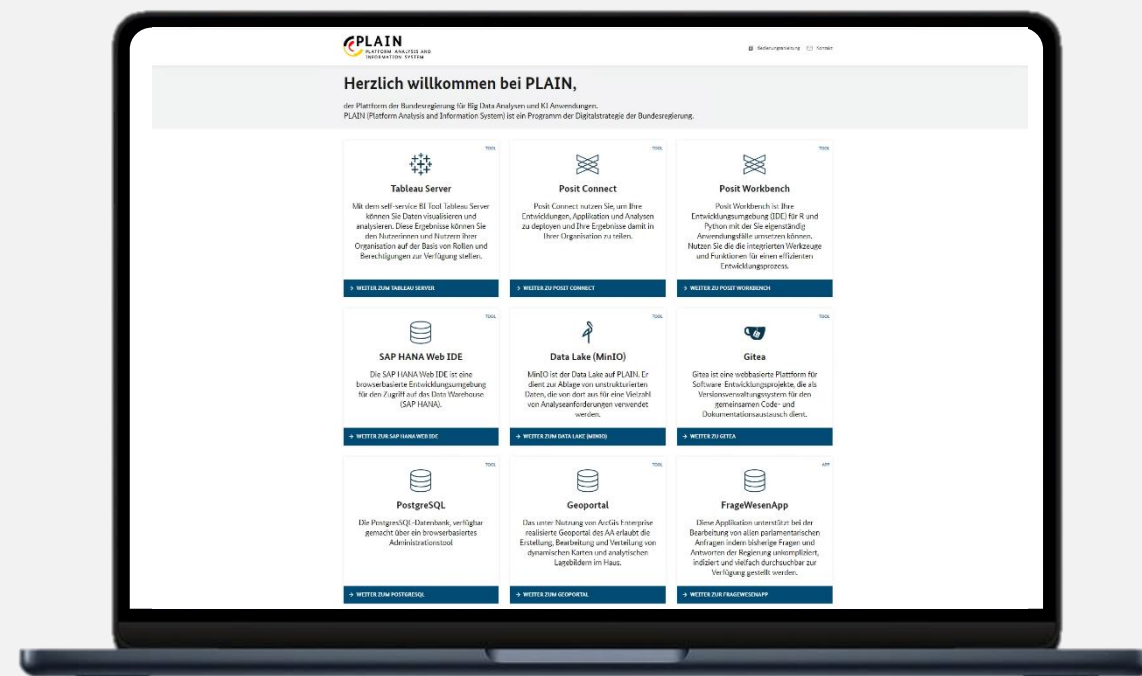 PLAIN
PLATFORM ANALYSIS AND
INFORMATION SYSTEM
Bedienungsanleitung Kontakt
Herzlich willkommen bei PLAIN,
der Plattform der Bundesregierung für Big Data Analysen und KI Anwendungen.
PLAIN (Platform Analysis and Information System) ist ein Programm der Digitalstrategie der Bundesregierung.
TOOL
Tableau Server
Mit dem self-service BI Tool Tableau Server
können Sie Daten visualisieren und
analysieren. Diese Ergebnisse können Sie
den Nutzerinnen und Nutzern ihrer
Organisation auf der Basis von Rollen und
Berechtigungen zur Verfügung stellen.
→ WEITER ZUM TABLEAU SERVER
TOOL
Posit Connect
Posit Connect nutzen Sie, um Ihre
Entwicklungen, Applikation und Analysen
zu deployen und Ihre Ergebnisse damit in
Ihrer Organisation zu teilen.
→ WEITER ZU POSIT CONNECT
TOOL
Posit Workbench
Posit Workbench ist Ihre
Entwicklungsumgebung (IDE) für R und
Python mit der Sie eigenständig
Anwendungsfälle umsetzen können.
Nutzen Sie die die integrierten Werkzeuge
und Funktionen für einen effizienten
Entwicklungsprozess.
→ WEITER ZU POSIT WORKBENCH
TOOL
SAP HANA Web IDE
Die SAP HANA Web IDE ist eine
browserbasierte Entwicklungsumgebung
für den Zugriff auf das Data Warehouse
(SAP HANA).
→ WEITER ZUR SAP HANA WEB IDE
TOOL
Data Lake (MinIO)
MinIO ist der Data Lake auf PLAIN. Er
dient zur Ablage von unstrukturierten
Daten, die von dort aus für eine Vielzahl
von Analyseanforderungen verwendet
werden.
→ WEITER ZUM DATA LAKE (MINIO)
TOOL
Gitea
Gitea ist eine webbasierte Plattform für
Software-Entwicklungsprojekte, die als
Versionsverwaltungssystem für den
gemeinsamen Code- und
Dokumentationsaustausch dient.
→ WEITER ZU GITEA
TOOL
PostgreSQL
Die PostgresSQL-Datenbank, verfügbar
gemacht über ein browserbasiertes
Administrationstool
→ WEITER ZUM POSTGRESQL
TOOL
Geoportal
Das unter Nutzung von ArcGis Enterprise
realisierte Geoportal des AA erlaubt die
Erstellung, Bearbeitung und Verteilung von
dynamischen Karten und analytischen
Lagebildern im Haus.
→ WEITER ZUM GEOPORTAL
APP
FrageWesenApp
Diese Applikation unterstützt bei der
Bearbeitung von allen parlamentarischen
Anfragen indem bisherige Fragen und
Antworten der Regierung unkompliziert,
indiziert und vielfach durchsuchbar zur
Verfügung gestellt werden.
→ WEITER ZUR FRAGEWESENAPP